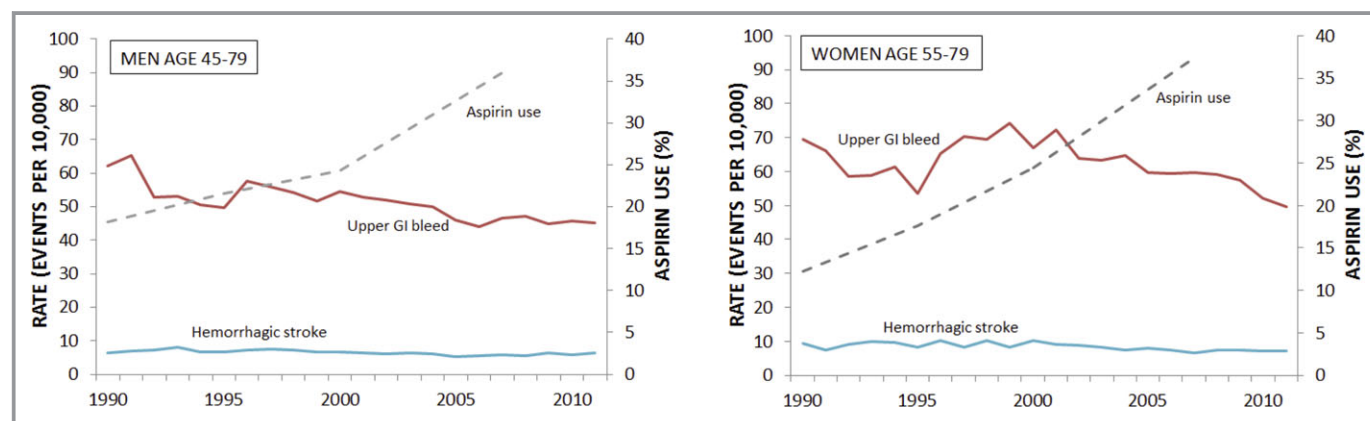 MEN AGE 45-79
RATE (EVENTS PER 10,000)
100
90
80
70
60
50
40
30
20
10
0
Aspirin use
Upper GI bleed
Hemorrhagic stroke
40
35
30
25
20
15
10
5
0
ASPIRIN USE (%)
1990 1995 2000 2005 2010
WOMEN AGE 55-79
RATE (EVENTS PER 10,000)
100
90
80
70
60
50
40
30
20
10
0
Upper GI bleed
Aspirin use
Hemorrhagic stroke
40
35
30
25
20
15
10
5
0
ASPIRIN USE (%)
1990 1995 2000 2005 2010